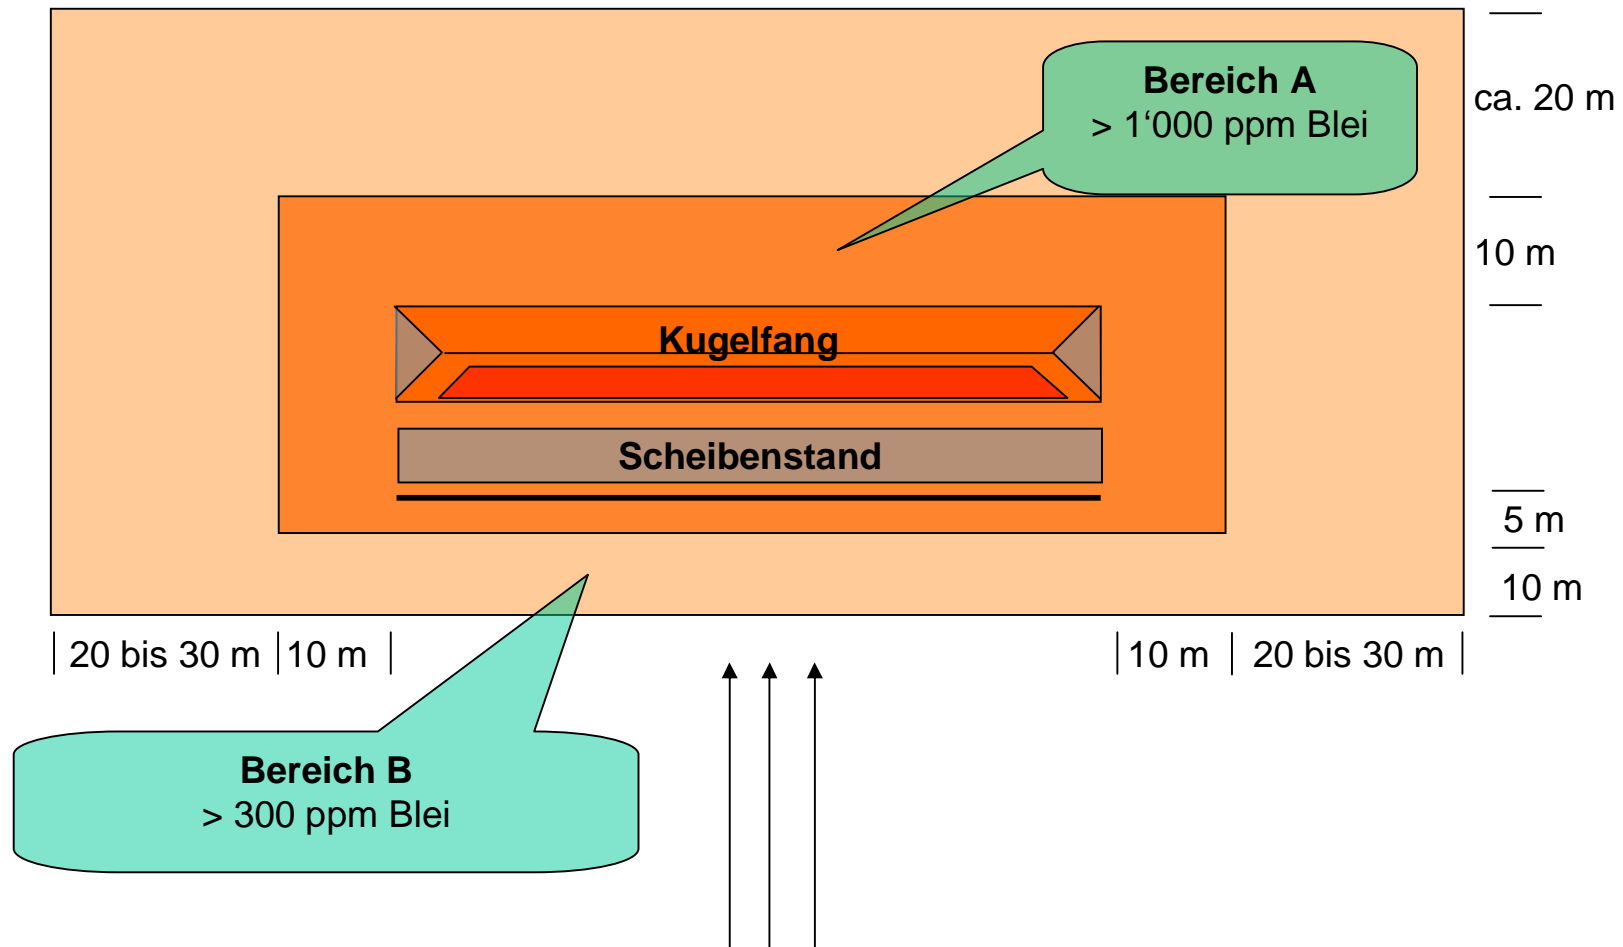 Bereich A
> 1‘000 ppm Blei
ca. 20 m
10 m
Kugelfang
Scheibenstand
5 m
10 m
20 bis 30 m
10 m
10 m
20 bis 30 m
Bereich B
> 300 ppm Blei